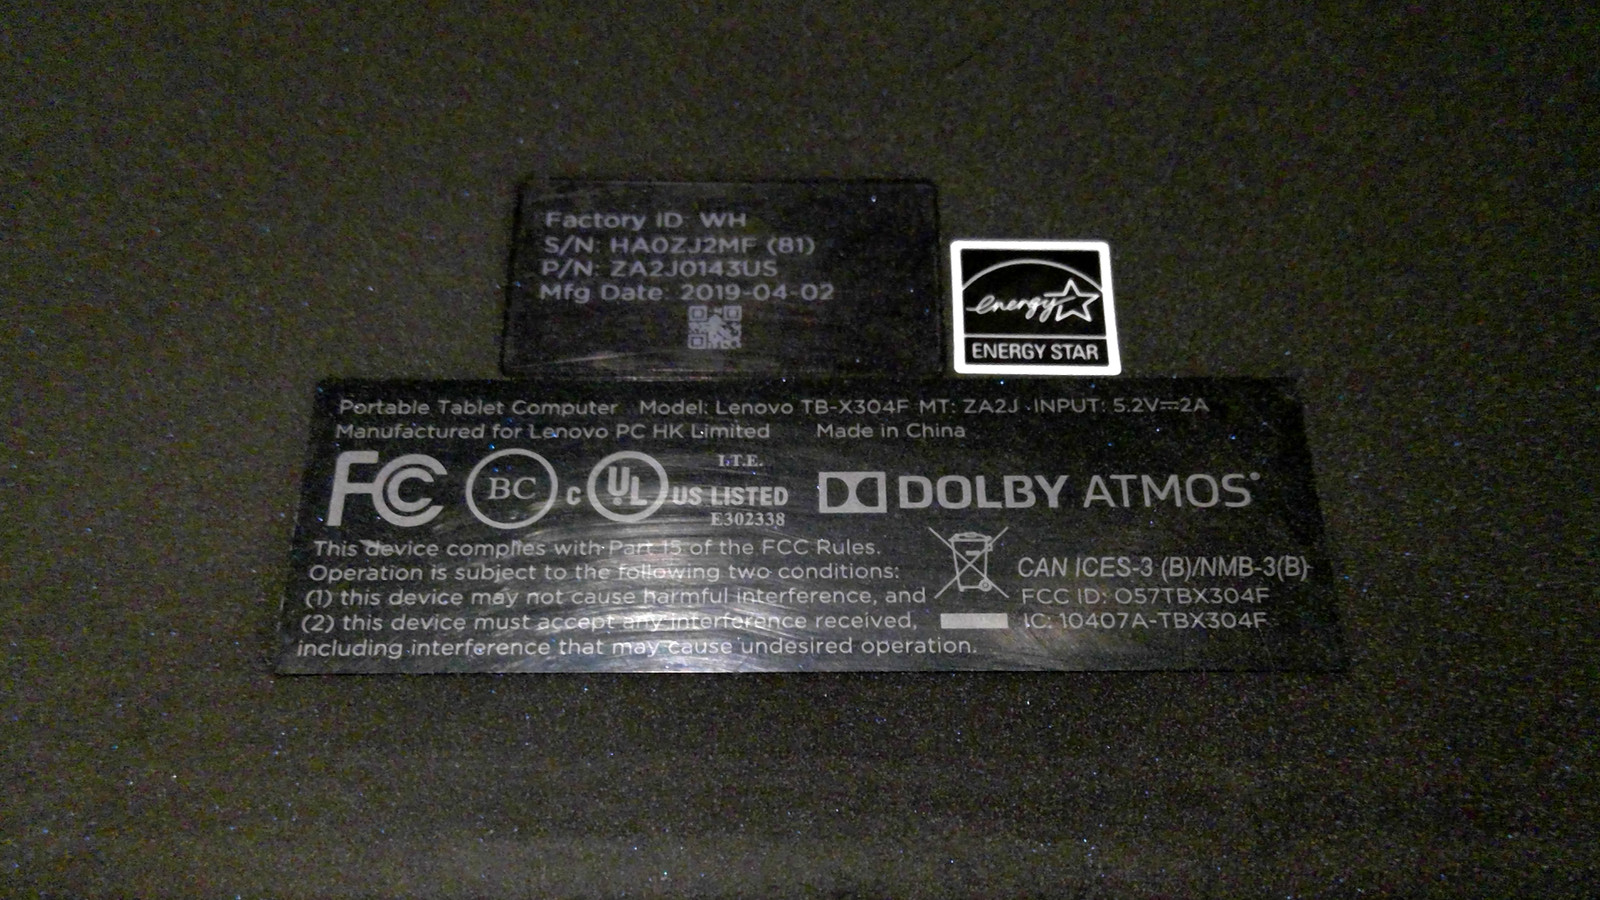 Factory ID: WH
S/N: HA0ZJ2MF (81)
P/N: ZA2J0143US
Mfg Date: 2019-04-02
energy
ENERGY STAR
Portable Tablet Computer Model: Lenovo TB-X304F MT: ZA2J INPUT: 5.2V⎓2A
Manufactured for Lenovo PC HK Limited Made in China
FC BC c UL US LISTED
I.T.E.
E302338
DOLBY ATMOS®
This device complies with Part 15 of the FCC Rules.
Operation is subject to the following two conditions:
(1) this device may not cause harmful interference, and
(2) this device must accept any interference received,
including interference that may cause undesired operation.
CAN ICES-3 (B)/NMB-3(B)
FCC ID: O57TBX304F
IC: 10407A-TBX304F